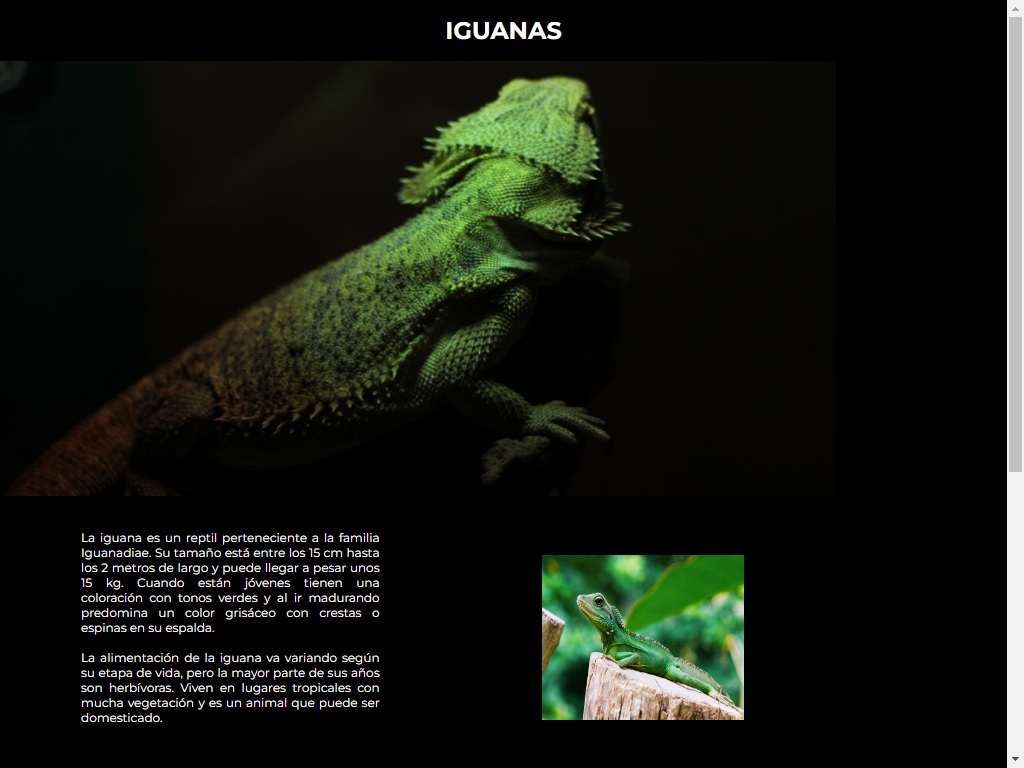 IGUANAS
La iguana es un reptil perteneciente a la familia
Iguanadiae. Su tamaño está entre los 15 cm hasta
los 2 metros de largo y puede llegar a pesar unos
15 kg. Cuando están jóvenes tienen una
coloración con tonos verdes y al ir madurando
predomina un color grisáceo con crestas o
espinas en su espalda.
La alimentación de la iguana va variando según
su etapa de vida, pero la mayor parte de sus años
son herbívoras. Viven en lugares tropicales con
mucha vegetación y es un animal que puede ser
domesticado.